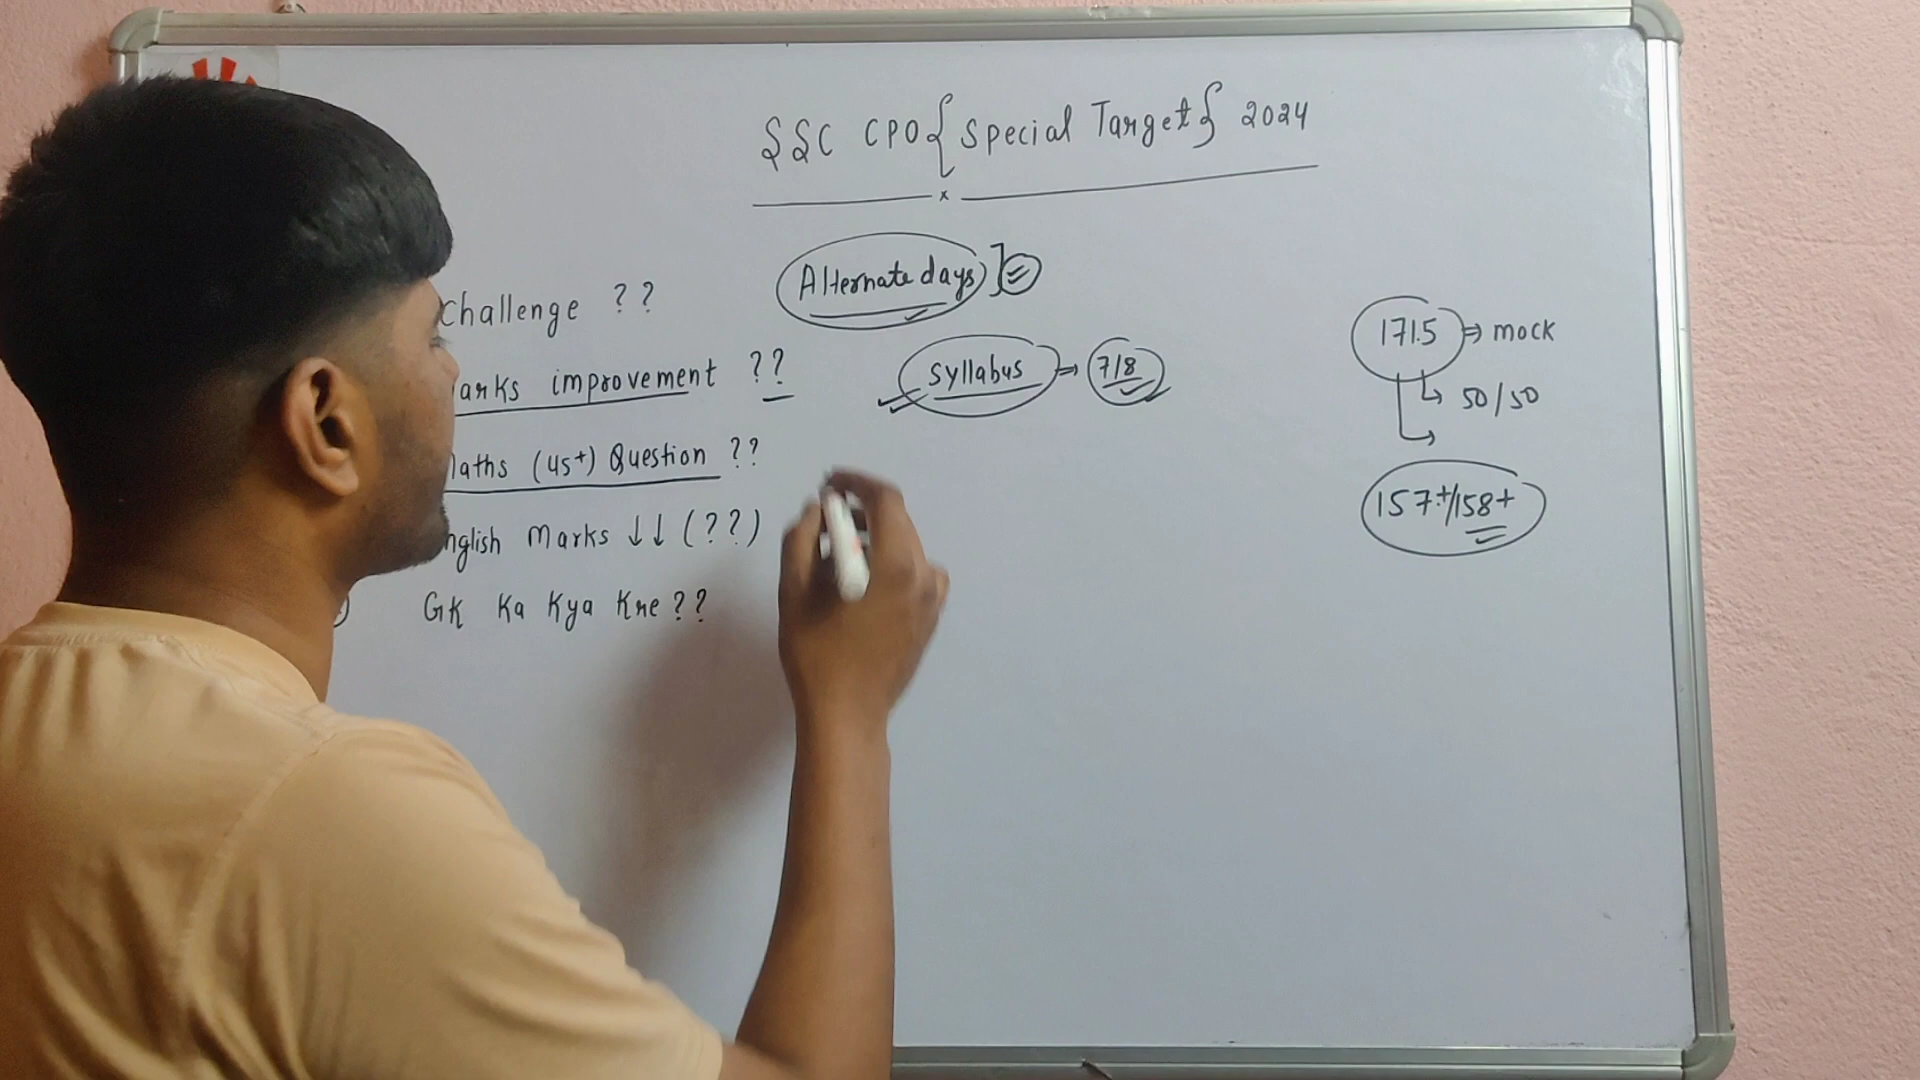 SSC CPO { Special Target } 2024
Alternate days ]
Challenge ??
arks improvement ??
Syllabus ⇒ 7/8
aths (45+) Question ??
nglish Marks ↓↓ (??)
GK Ka Kya Kre ??
171.5 ⇒ mock
50/50
157+/158+